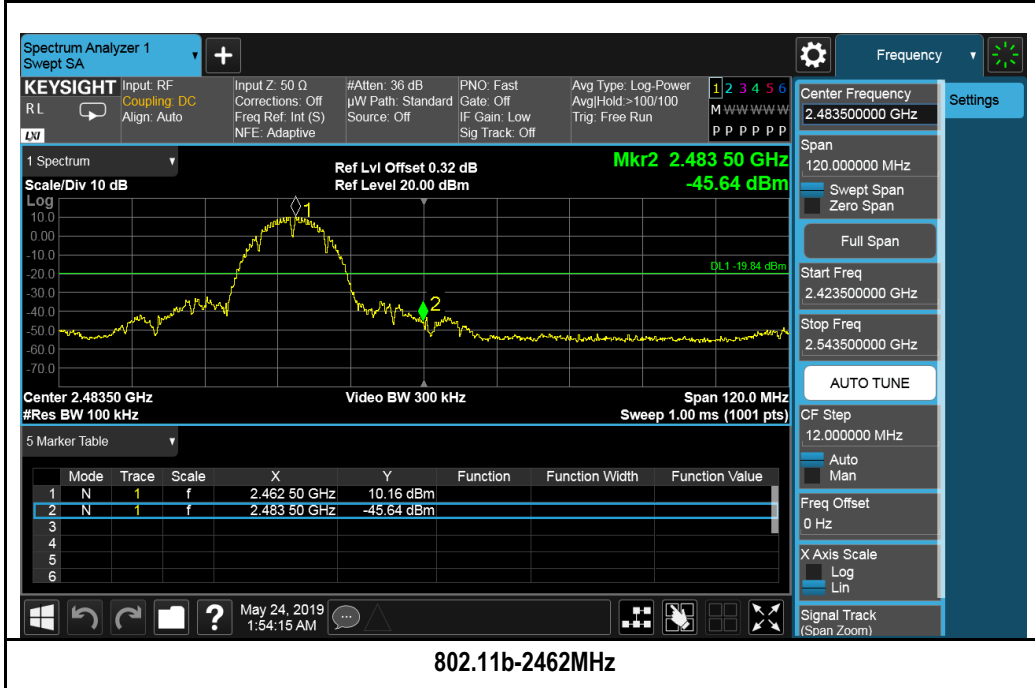 Spectrum Analyzer 1
Swept SA
+
Frequency
KEYSIGHT
RL
LXI
Input: RF
Coupling: DC
Align: Auto
Input Z: 50 Ω
Corrections: Off
Freq Ref: Int (S)
NFE: Adaptive
#Atten: 36 dB
µW Path: Standard
Source: Off
PNO: Fast
Gate: Off
IF Gain: Low
Sig Track: Off
Avg Type: Log-Power
Avg|Hold:>100/100
Trig: Free Run
1 2 3 4 5 6
M W W W W W
P P P P P P
1 Spectrum
Scale/Div 10 dB
Ref Lvl Offset 0.32 dB
Ref Level 20.00 dBm
Mkr2 2.483 50 GHz
-45.64 dBm
Log
10.0
0.00
-10.0
-20.0
-30.0
-40.0
-50.0
-60.0
-70.0
1
2
DL1 -19.84 dBm
Center 2.48350 GHz
#Res BW 100 kHz
Video BW 300 kHz
Span 120.0 MHz
Sweep 1.00 ms (1001 pts)
5 Marker Table
Mode Trace Scale X Y Function Function Width Function Value
1 N 1 f 2.462 50 GHz 10.16 dBm
2 N 1 f 2.483 50 GHz -45.64 dBm
3
4
5
6
?
May 24, 2019
1:54:15 AM
Center Frequency
2.483500000 GHz
Settings
Span
120.000000 MHz
Swept Span
Zero Span
Full Span
Start Freq
2.423500000 GHz
Stop Freq
2.543500000 GHz
AUTO TUNE
CF Step
12.000000 MHz
Auto
Man
Freq Offset
0 Hz
X Axis Scale
Log
Lin
Signal Track
(Span Zoom)
802.11b-2462MHz